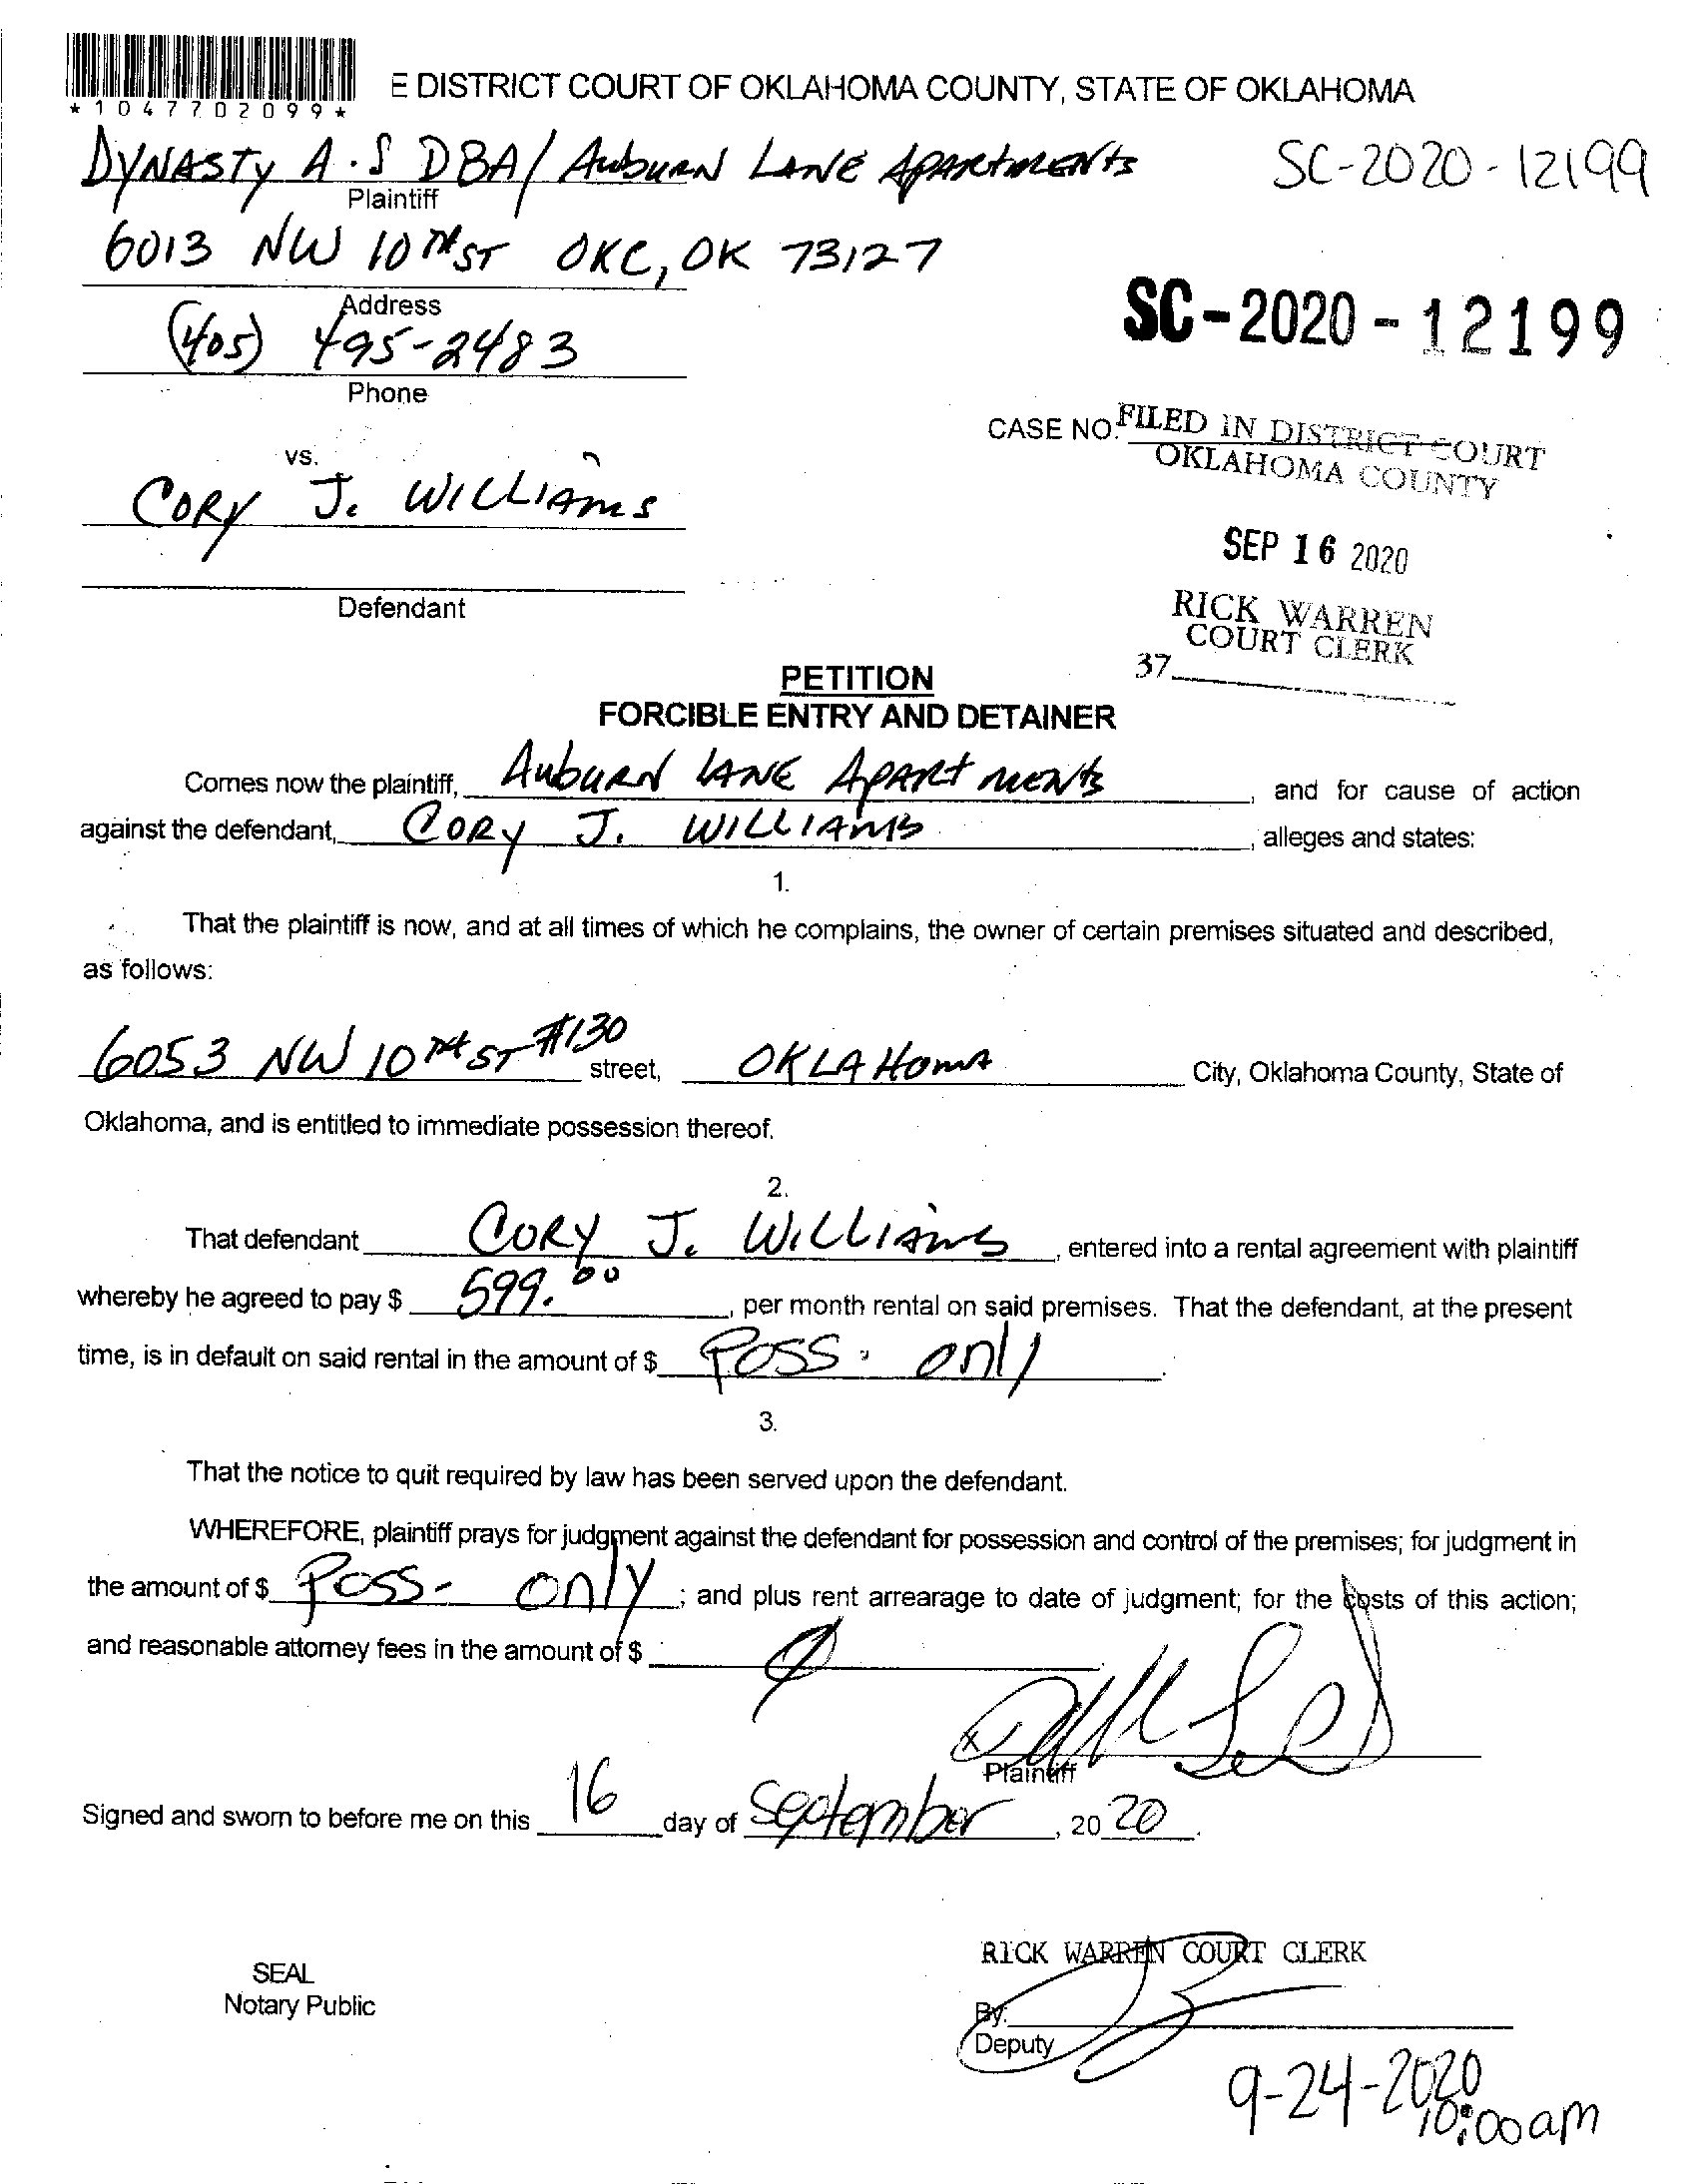 *1047702099*
E DISTRICT COURT OF OKLAHOMA COUNTY, STATE OF OKLAHOMA
DYNASTY A.S DBA/ AUBURN LANE APARTMENTS
SC-2020-12199
Plaintiff
6013 NW 10TH ST OKC, OK 73127
Address
SC-2020-12199
(405) 495-2483
Phone
CASE NO.
FILED IN DISTRICT COURT
OKLAHOMA COUNTY
vs.
CORY J. WILLIAMS
SEP 16 2020
Defendant
RICK WARREN
COURT CLERK
37
PETITION
FORCIBLE ENTRY AND DETAINER
Comes now the plaintiff, AUBURN LANE APARTMENTS, and for cause of action
against the defendant, CORY J. WILLIAMS, alleges and states:
1.
That the plaintiff is now, and at all times of which he complains, the owner of certain premises situated and described,
as follows:
6053 NW 10TH ST #130 street, OKLAHOMA City, Oklahoma County, State of
Oklahoma, and is entitled to immediate possession thereof.
2.
That defendant CORY J. WILLIAMS, entered into a rental agreement with plaintiff
whereby he agreed to pay $ 599.00, per month rental on said premises. That the defendant, at the present
time, is in default on said rental in the amount of $ Poss. only.
3.
That the notice to quit required by law has been served upon the defendant.
WHEREFORE, plaintiff prays for judgment against the defendant for possession and control of the premises; for judgment in
the amount of $ Poss- only; and plus rent arrearage to date of judgment; for the costs of this action;
and reasonable attorney fees in the amount of $
x
Plaintiff
Signed and sworn to before me on this 16 day of September, 2020.
RICK WARREN COURT CLERK
SEAL
Notary Public
By:
Deputy
9-24-2020
10:00am